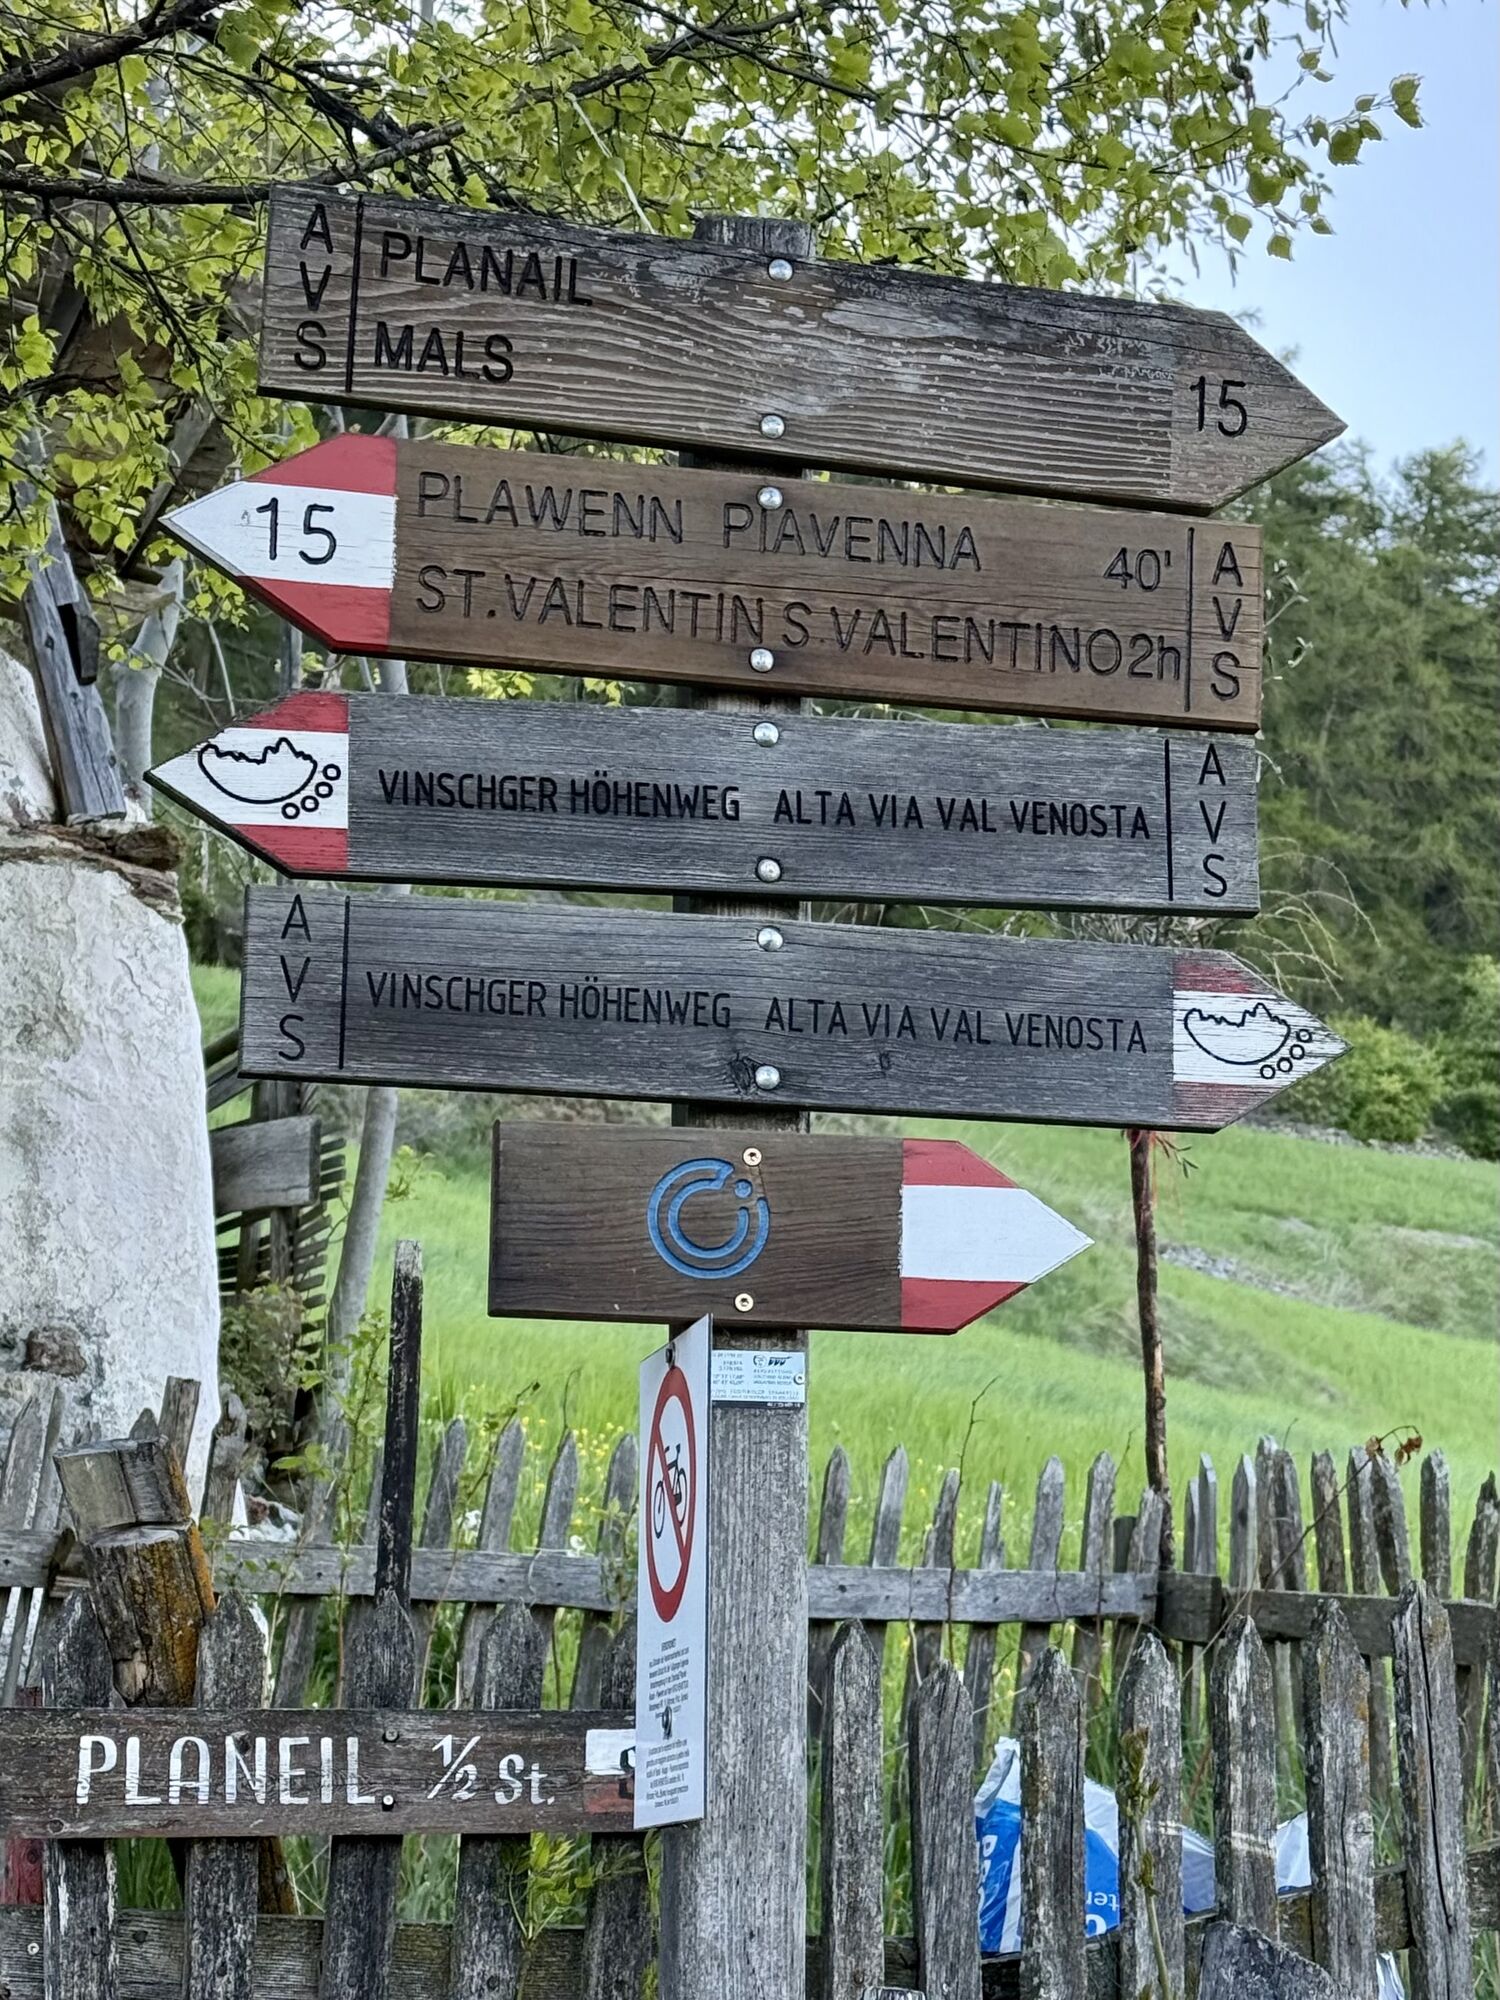 AVS
PLANAIL
MALS
15
15
PLAWENN PIAVENNA 40'
ST.VALENTIN S.VALENTINO 2h
AVS
VINSCHGER HÖHENWEG ALTA VIA VAL VENOSTA
AVS
AVS
VINSCHGER HÖHENWEG ALTA VIA VAL VENOSTA
PLANEIL. ½ St.